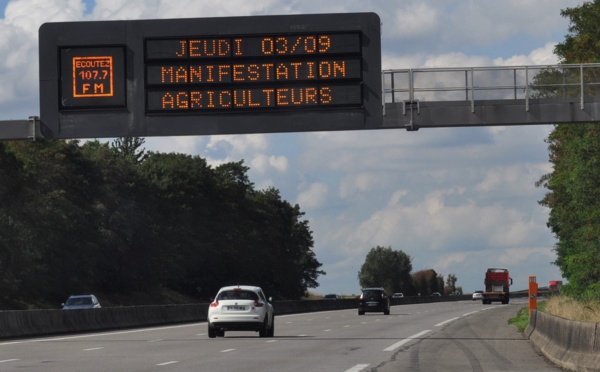 ECOUTEZ
107.7
FM
JEUDI 03/09
MANIFESTATION
AGRICULTEURS